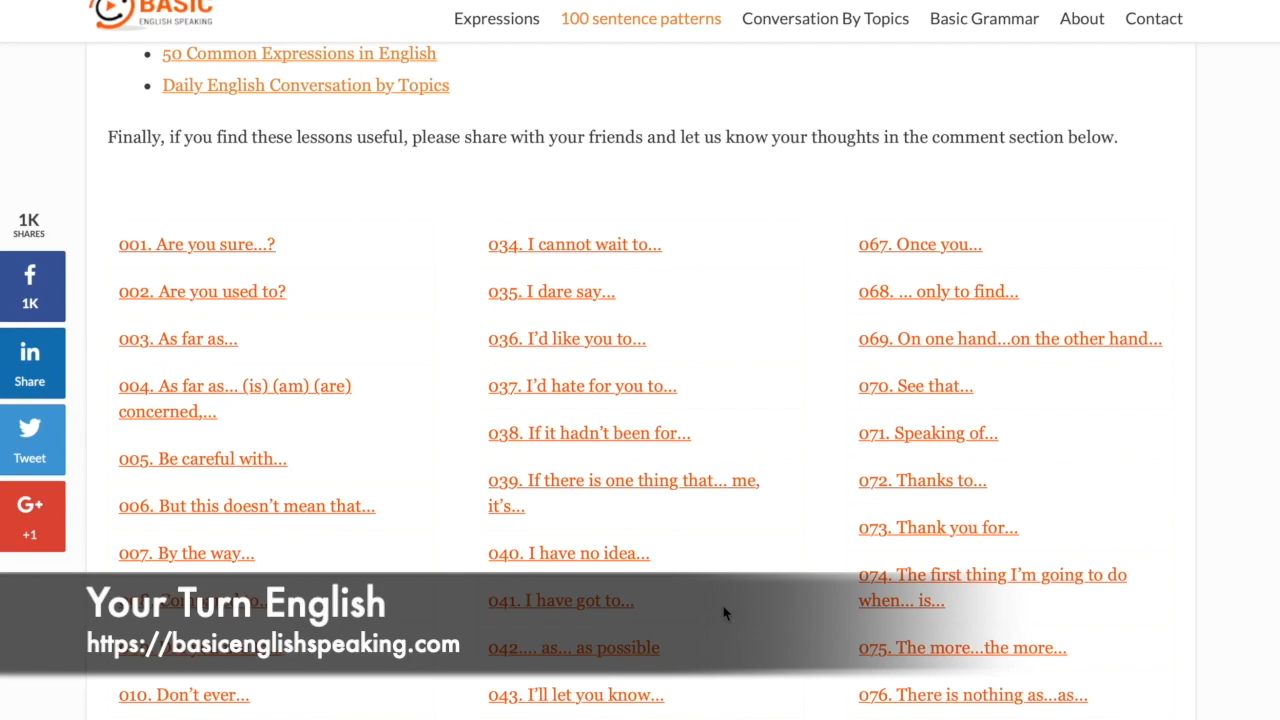 BASIC
ENGLISH SPEAKING
Expressions
100 sentence patterns
Conversation By Topics
Basic Grammar
About
Contact
50 Common Expressions in English
Daily English Conversation by Topics
Finally, if you find these lessons useful, please share with your friends and let us know your thoughts in the comment section below.
1K
SHARES
1K
in
Share
Tweet
G+
+1
001. Are you sure…?
002. Are you used to?
003. As far as…
004. As far as… (is) (am) (are)
concerned,…
005. Be careful with…
006. But this doesn’t mean that…
007. By the way…
010. Don’t ever…
034. I cannot wait to…
035. I dare say…
036. I’d like you to…
037. I’d hate for you to…
038. If it hadn’t been for…
039. If there is one thing that… me,
it’s…
040. I have no idea…
041. I have got to…
042…. as… as possible
043. I’ll let you know…
067. Once you…
068. … only to find…
069. On one hand…on the other hand…
070. See that…
071. Speaking of…
072. Thanks to…
073. Thank you for…
074. The first thing I’m going to do
when… is…
075. The more…the more…
076. There is nothing as…as…
Your Turn English
https://basicenglishspeaking.com